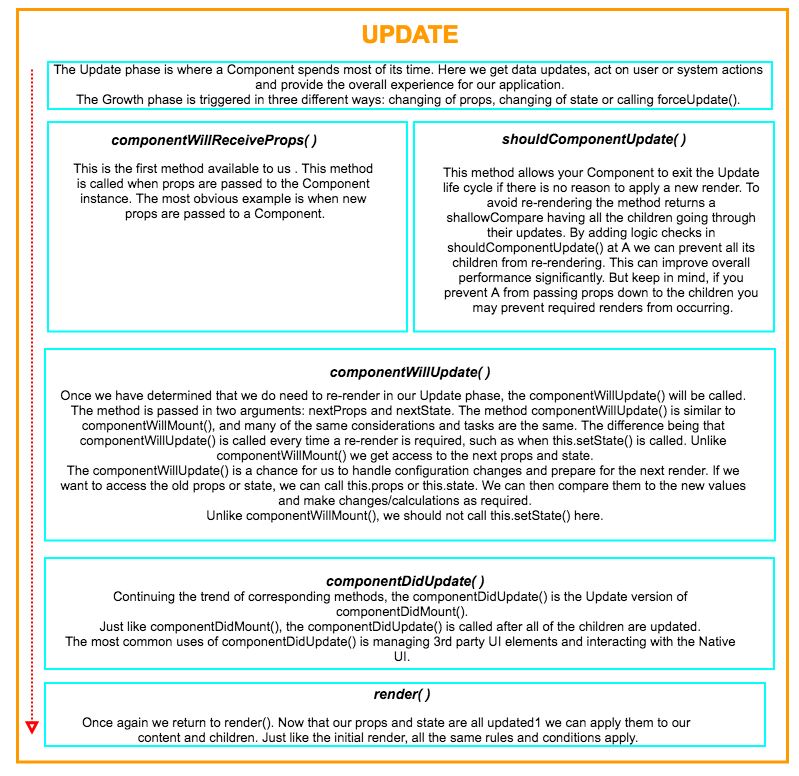 UPDATE
The Update phase is where a Component spends most of its time. Here we get data updates, act on user or system actions
and provide the overall experience for our application.
The Growth phase is triggered in three different ways: changing of props, changing of state or calling forceUpdate().
componentWillReceiveProps( )
This is the first method available to us . This method
is called when props are passed to the Component
instance. The most obvious example is when new
props are passed to a Component.
shouldComponentUpdate( )
This method allows your Component to exit the Update
life cycle if there is no reason to apply a new render. To
avoid re-rendering the method returns a
shallowCompare having all the children going through
their updates. By adding logic checks in
shouldComponentUpdate() at A we can prevent all its
children from re-rendering. This can improve overall
performance significantly. But keep in mind, if you
prevent A from passing props down to the children you
may prevent required renders from occurring.
componentWillUpdate( )
Once we have determined that we do need to re-render in our Update phase, the componentWillUpdate() will be called.
The method is passed in two arguments: nextProps and nextState. The method componentWillUpdate() is similar to
componentWillMount(), and many of the same considerations and tasks are the same. The difference being that
componentWillUpdate() is called every time a re-render is required, such as when this.setState() is called. Unlike
componentWillMount() we get access to the next props and state.
The componentWillUpdate() is a chance for us to handle configuration changes and prepare for the next render. If we
want to access the old props or state, we can call this.props or this.state. We can then compare them to the new values
and make changes/calculations as required.
Unlike componentWillMount(), we should not call this.setState() here.
componentDidUpdate( )
Continuing the trend of corresponding methods, the componentDidUpdate() is the Update version of
componentDidMount().
Just like componentDidMount(), the componentDidUpdate() is called after all of the children are updated.
The most common uses of componentDidUpdate() is managing 3rd party UI elements and interacting with the Native
UI.
render( )
Once again we return to render(). Now that our props and state are all updated1 we can apply them to our
content and children. Just like the initial render, all the same rules and conditions apply.